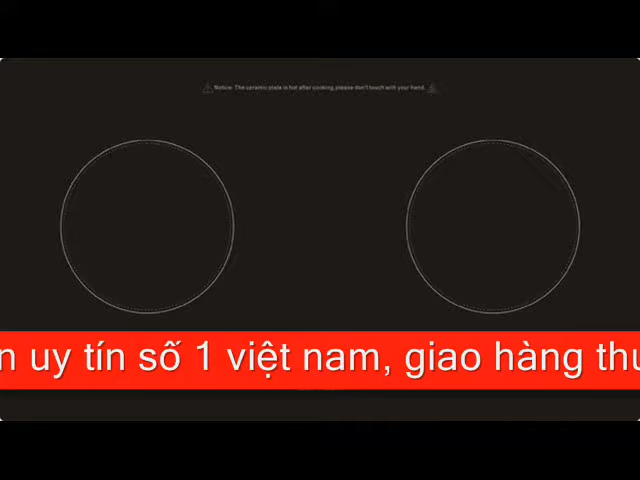 Notice: The ceramic plate is hot after cooking,please don't touch with your hand.
n uy tín số 1 việt nam, giao hàng thu